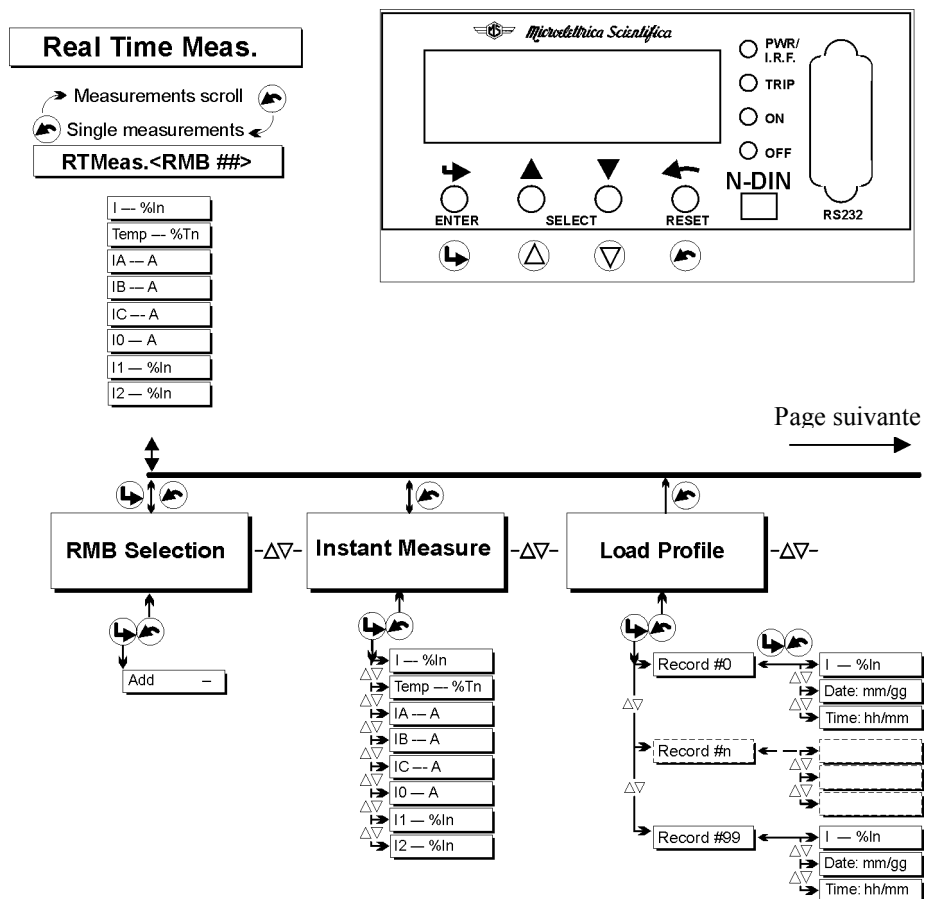 Real Time Meas.
Measurements scroll
Single measurements
RTMeas.<RMB ##>
I --- %In
Temp --- %Tn
IA --- A
IB --- A
IC --- A
I0 --- A
I1 --- %In
I2 --- %In
MS Microelettrica Scientifica
PWR/
I.R.F.
TRIP
ON
OFF
N-DIN
ENTER SELECT RESET RS232
Page suivante
RMB Selection
Instant Measure
Load Profile
Add –
I --- %In
Temp --- %Tn
IA --- A
IB --- A
IC --- A
I0 --- A
I1 --- %In
I2 --- %In
Record #0
I --- %In
Date: mm/gg
Time: hh/mm
Record #n
Record #99
I --- %In
Date: mm/gg
Time: hh/mm